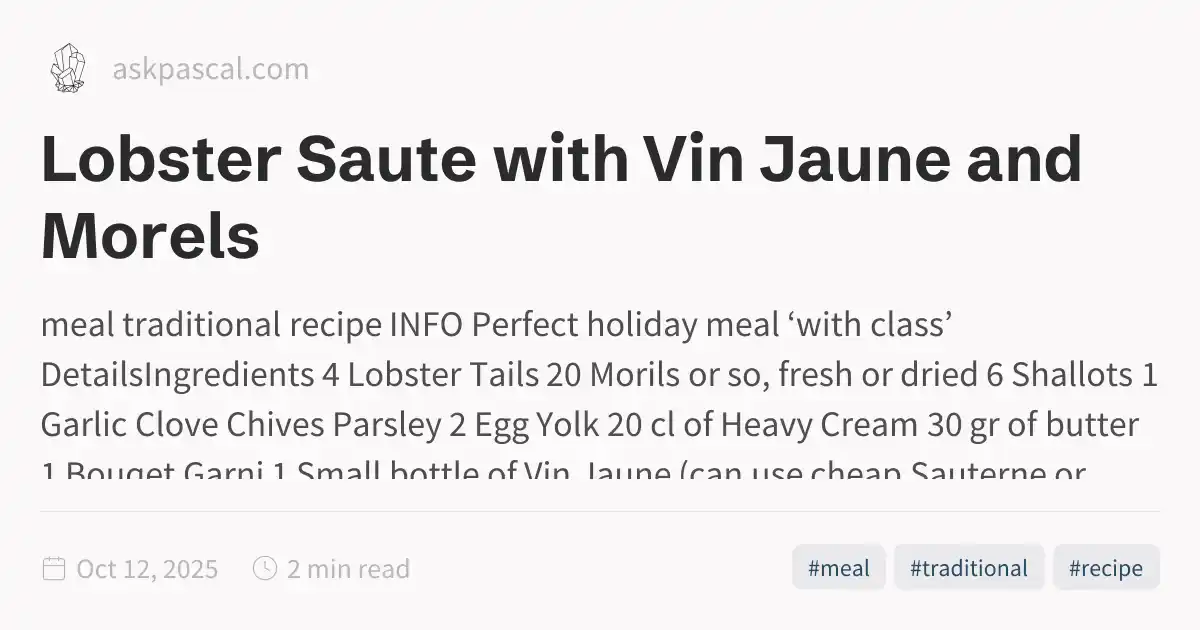 askpascal.com
Lobster Saute with Vin Jaune and
Morels
meal traditional recipe INFO Perfect holiday meal ‘with class’
DetailsIngredients 4 Lobster Tails 20 Morils or so, fresh or dried 6 Shallots 1
Garlic Clove Chives Parsley 2 Egg Yolk 20 cl of Heavy Cream 30 gr of butter
1 Bouget Garni 1 Small bottle of Vin Jaune (can use cheap Sauterne or
Oct 12, 2025 2 min read #meal #traditional #recipe